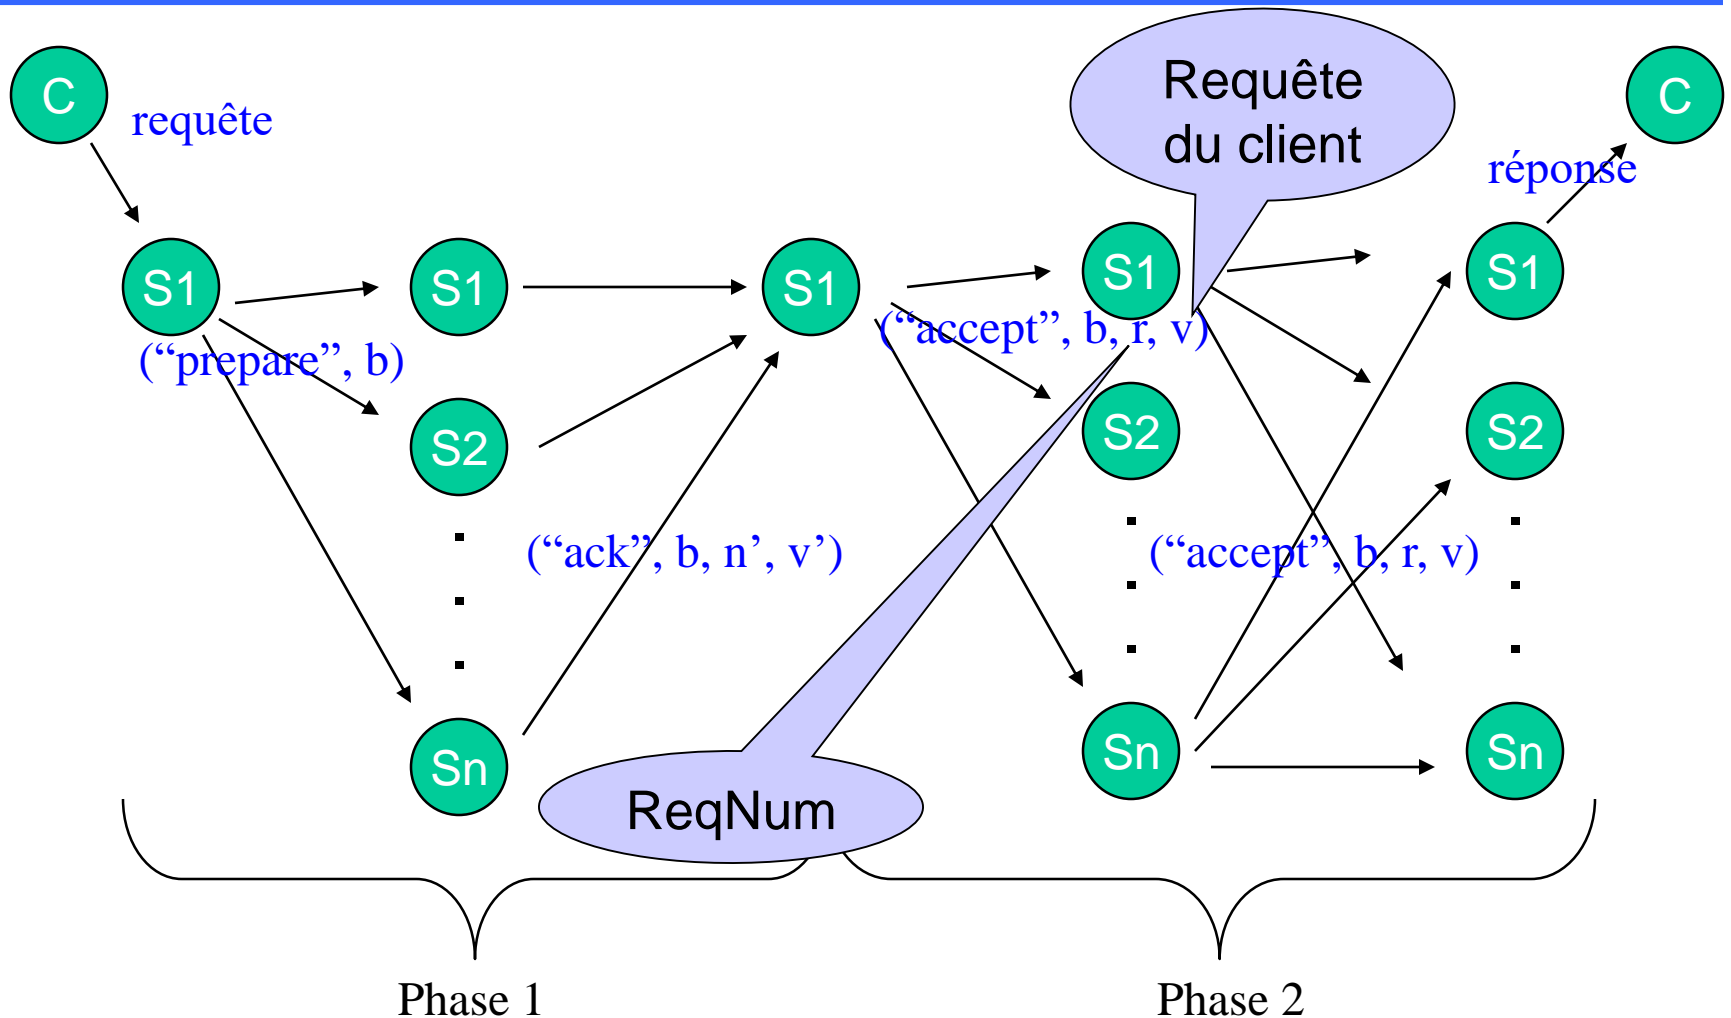 C
requête
Requête
du client
C
réponse
S1
S1
S1
S1
S1
("prepare", b)
("accept", b, r, v)
S2
S2
S2
("ack", b, n’, v’)
("accept", b, r, v)
Sn
Sn
Sn
ReqNum
Phase 1
Phase 2